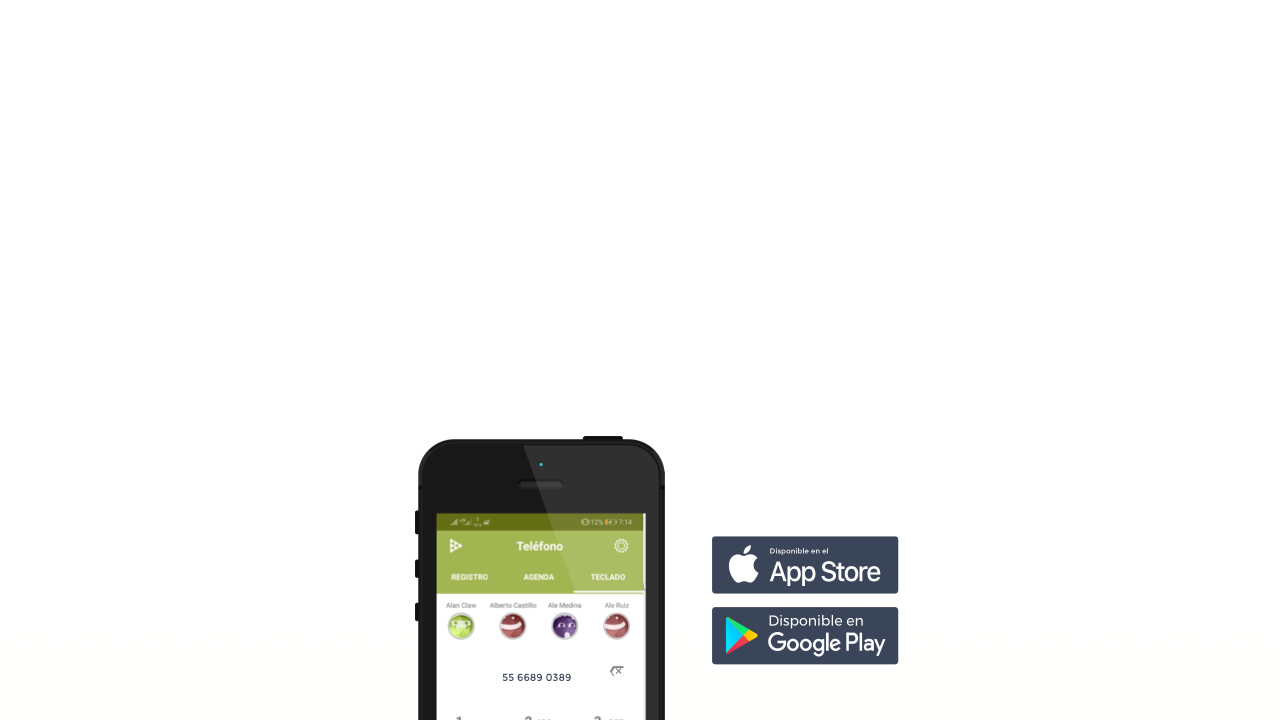 12% 7:14
Teléfono
REGISTRO AGENDA TECLADO
Alan Claw Alberto Castillo Ale Medina Ale Ruiz
55 6689 0389
Disponible en el
App Store
Disponible en
Google Play